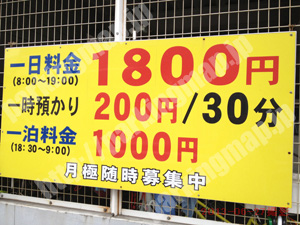 一日料金 1800円
(8:00～19:00)
一時預かり 200円/30分
一泊料金 1000円
(18:30～9:00)
月極随時募集中